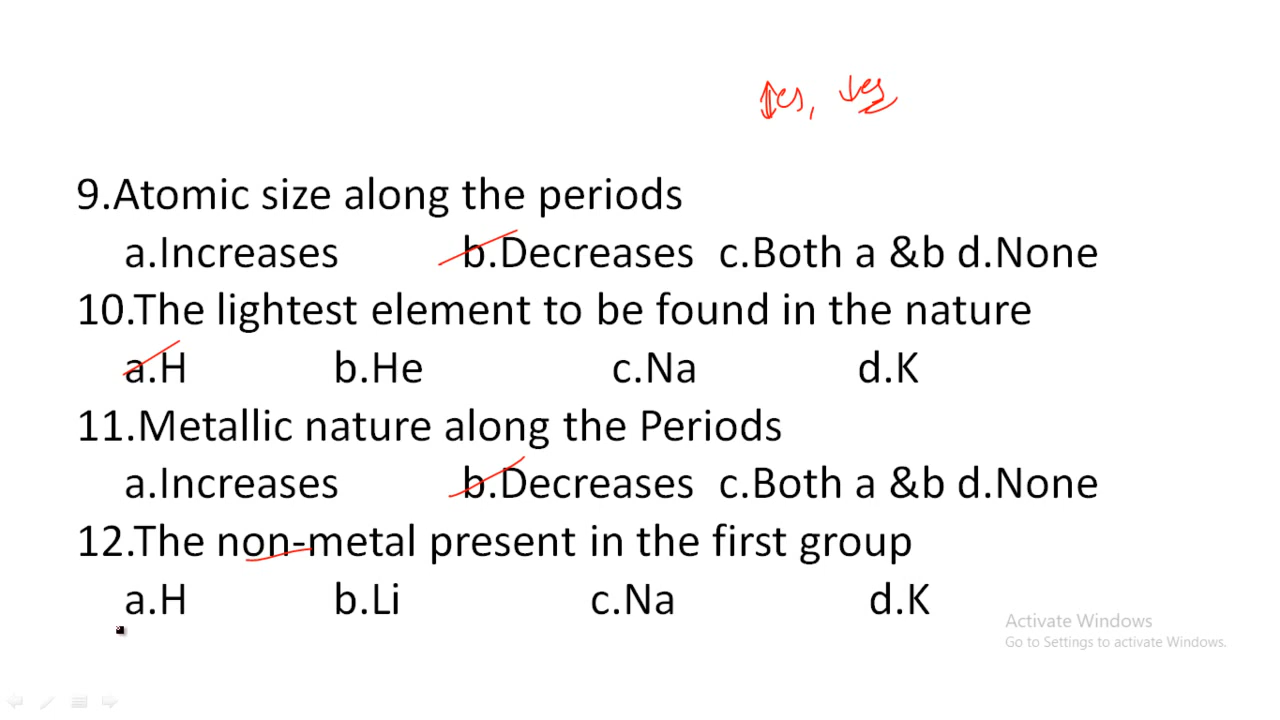 ↑es, ↓es
9.Atomic size along the periods
a.Increases b.Decreases c.Both a &b d.None
10.The lightest element to be found in the nature
a.H b.He c.Na d.K
11.Metallic nature along the Periods
a.Increases b.Decreases c.Both a &b d.None
12.The non-metal present in the first group
a.H b.Li c.Na d.K
Activate Windows
Go to Settings to activate Windows.